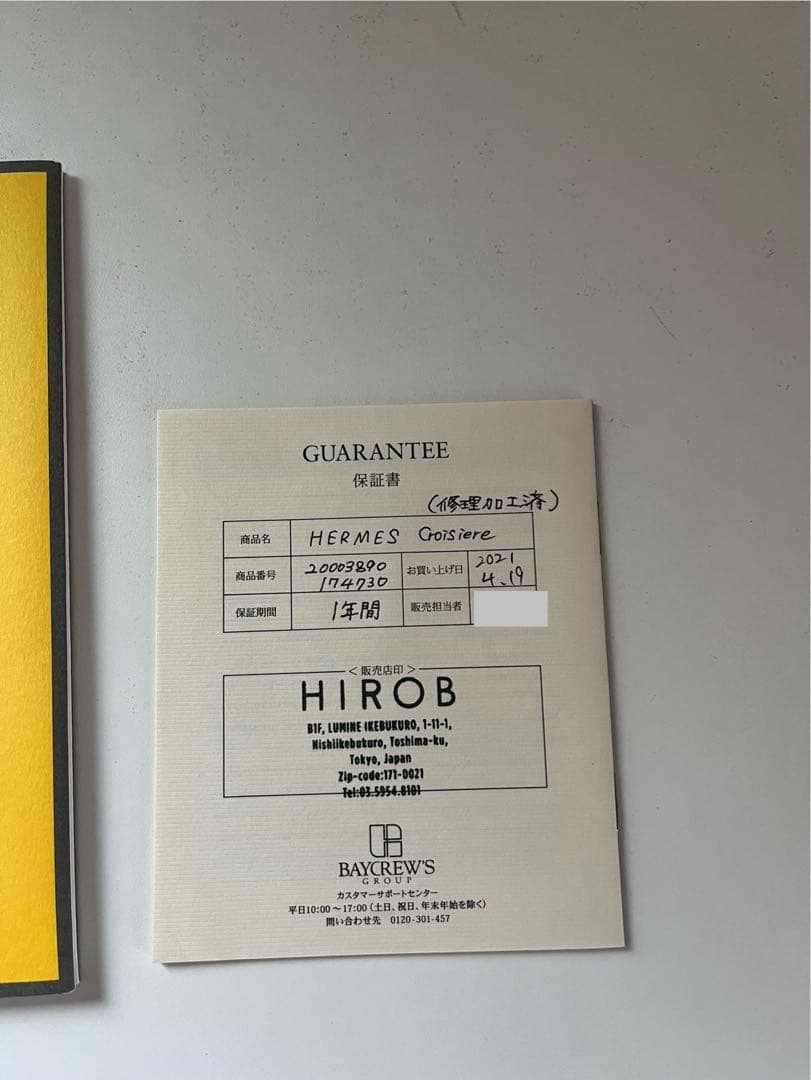 GUARANTEE
保証書
(修理加工済)
商品名 HERMES Croisiere
商品番号 20003890 174730 お買い上げ日 2021 4.19
保証期間 1年間 販売担当者
<販売店印>
HIROB
B1F, LUMINE IKEBUKURO, 1-11-1,
Nishiikebukuro, Toshima-ku,
Tokyo, Japan
Zip-code:171-0021
Tel:03.5954.8101
BAYCREW'S
GROUP
カスタマーサポートセンター
平日10:00～17:00(土日、祝日、年末年始を除く)
問い合わせ先 0120-301-457